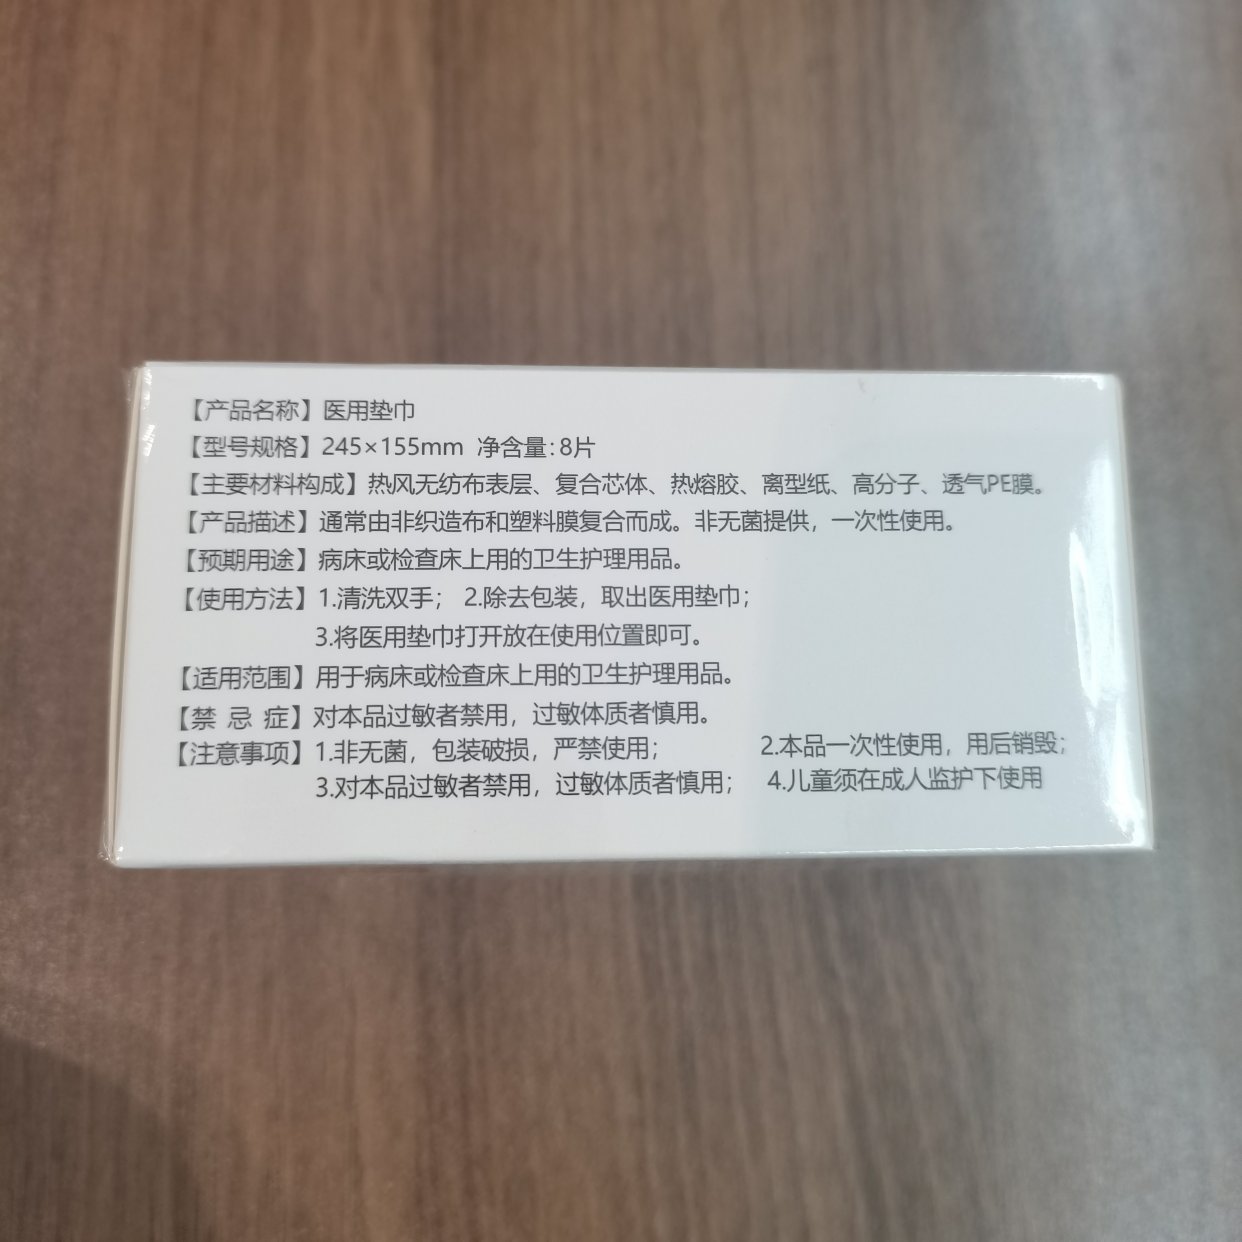 【产品名称】医用垫巾
【型号规格】245×155mm 净含量:8片
【主要材料构成】热风无纺布表层、复合芯体、热熔胶、离型纸、高分子、透气PE膜。
【产品描述】通常由非织造布和塑料膜复合而成。非无菌提供，一次性使用。
【预期用途】病床或检查床上用的卫生护理用品。
【使用方法】1.清洗双手； 2.除去包装，取出医用垫巾；
3.将医用垫巾打开放在使用位置即可。
【适用范围】用于病床或检查床上用的卫生护理用品。
【禁 忌 症】对本品过敏者禁用，过敏体质者慎用。
【注意事项】1.非无菌，包装破损，严禁使用； 2.本品一次性使用，用后销毁；
3.对本品过敏者禁用，过敏体质者慎用； 4.儿童须在成人监护下使用